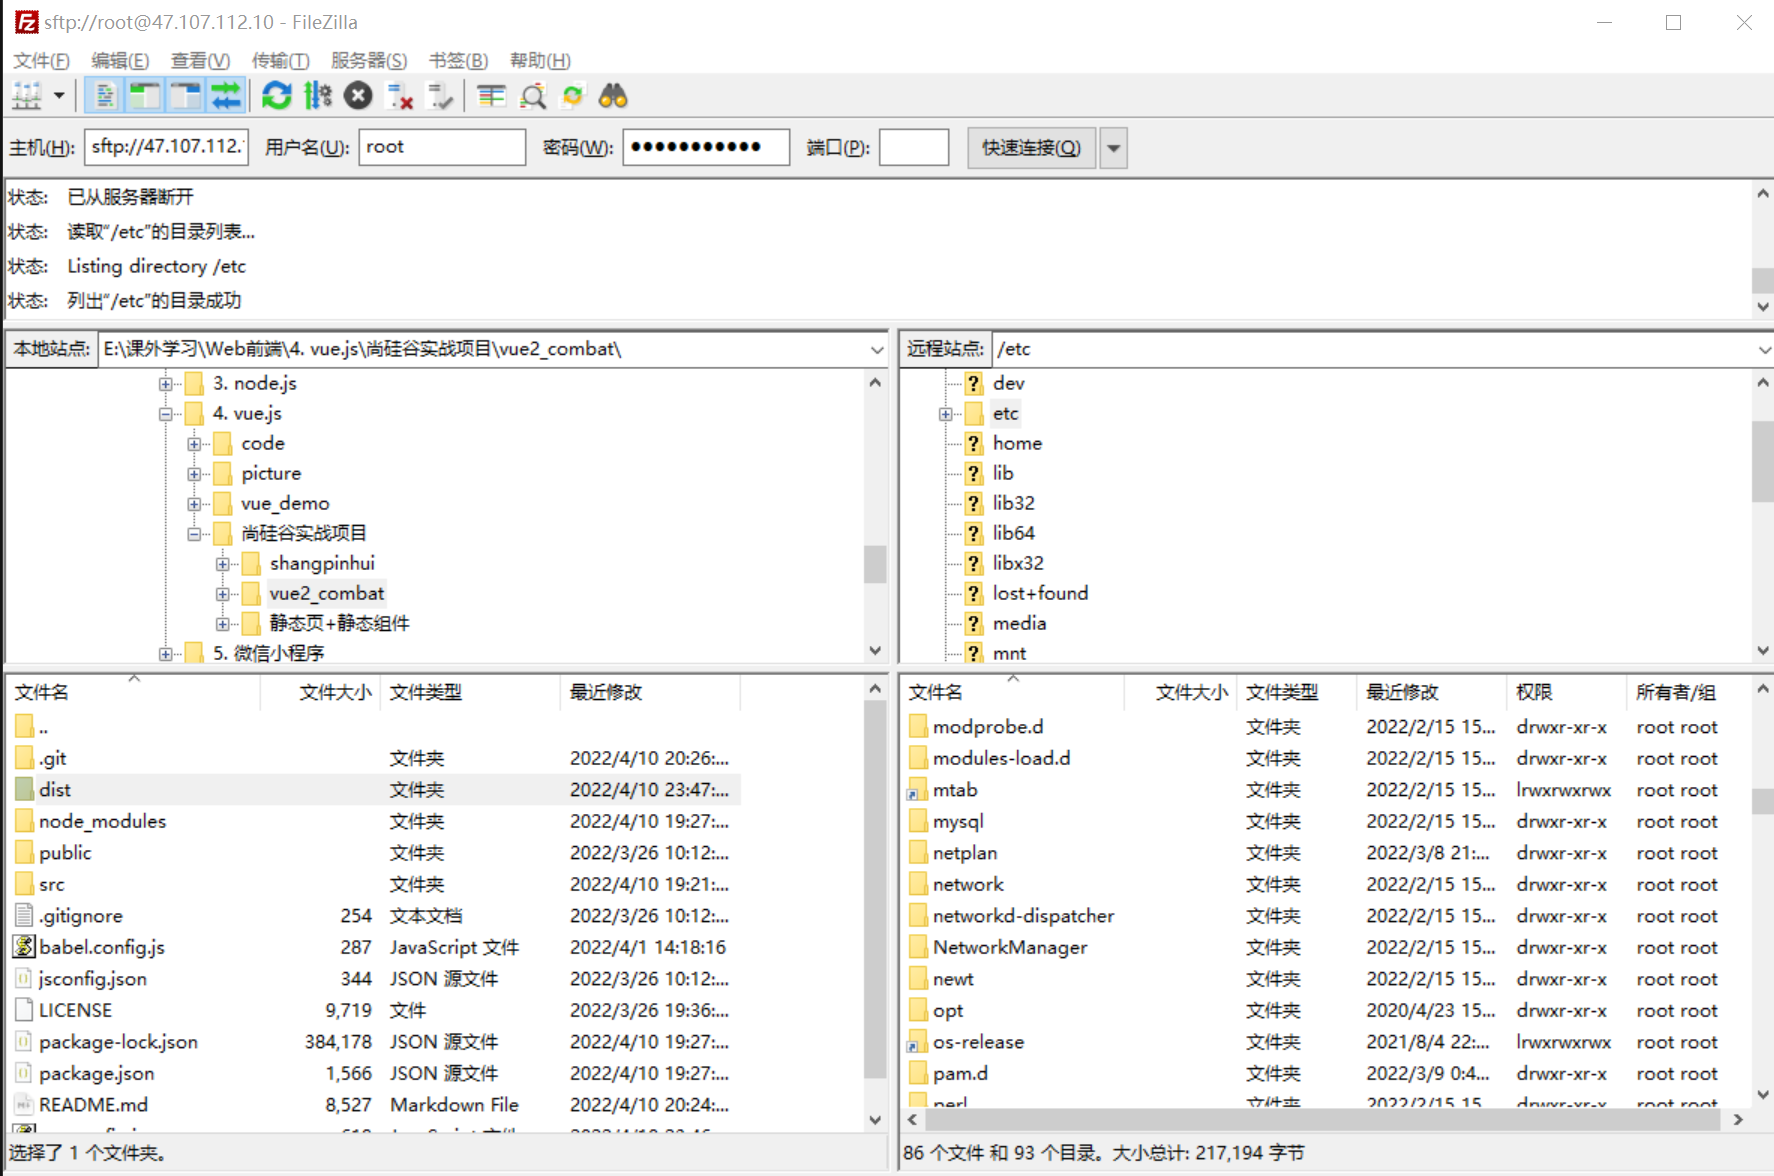 sftp://root@47.107.112.10 - FileZilla
文件(F) 编辑(E) 查看(V) 传输(T) 服务器(S) 书签(B) 帮助(H)
主机(H): sftp://47.107.112. 用户名(U): root 密码(W): ●●●●●●●●●●● 端口(P): 快速连接(Q)
状态: 已从服务器断开
状态: 读取“/etc”的目录列表...
状态: Listing directory /etc
状态: 列出“/etc”的目录成功
本地站点: E:\课外学习\Web前端\4. vue.js\尚硅谷实战项目\vue2_combat\
3. node.js
4. vue.js
code
picture
vue_demo
尚硅谷实战项目
shangpinhui
vue2_combat
静态页+静态组件
5. 微信小程序
远程站点: /etc
dev
etc
home
lib
lib32
lib64
libx32
lost+found
media
mnt
文件名 文件大小 文件类型 最近修改
..
.git 文件夹 2022/4/10 20:26:...
dist 文件夹 2022/4/10 23:47:...
node_modules 文件夹 2022/4/10 19:27:...
public 文件夹 2022/3/26 10:12:...
src 文件夹 2022/4/10 19:21:...
.gitignore 254 文本文档 2022/3/26 10:12:...
babel.config.js 287 JavaScript 文件 2022/4/1 14:18:16
jsconfig.json 344 JSON 源文件 2022/3/26 10:12:...
LICENSE 9,719 文件 2022/3/26 19:36:...
package-lock.json 384,178 JSON 源文件 2022/4/10 19:27:...
package.json 1,566 JSON 源文件 2022/4/10 19:27:...
README.md 8,527 Markdown File 2022/4/10 20:24:...
选择了 1 个文件夹。
文件名 文件大小 文件类型 最近修改 权限 所有者/组
modprobe.d 文件夹 2022/2/15 15... drwxr-xr-x root root
modules-load.d 文件夹 2022/2/15 15... drwxr-xr-x root root
mtab 文件夹 2022/2/15 15... lrwxrwxrwx root root
mysql 文件夹 2022/2/15 15... drwxr-xr-x root root
netplan 文件夹 2022/3/8 21:... drwxr-xr-x root root
network 文件夹 2022/2/15 15... drwxr-xr-x root root
networkd-dispatcher 文件夹 2022/2/15 15... drwxr-xr-x root root
NetworkManager 文件夹 2022/2/15 15... drwxr-xr-x root root
newt 文件夹 2022/2/15 15... drwxr-xr-x root root
opt 文件夹 2020/4/23 15... drwxr-xr-x root root
os-release 文件夹 2021/8/4 22:... lrwxrwxrwx root root
pam.d 文件夹 2022/3/9 0:4... drwxr-xr-x root root
perl 文件夹 2022/2/15 15... drwxr-xr-x root root
86 个文件 和 93 个目录。大小总计: 217,194 字节